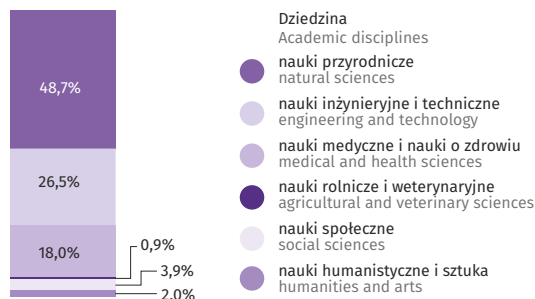 48,7%
26,5%
18,0%
0,9%
3,9%
2,0%
Dziedzina
Academic disciplines
nauki przyrodnicze
natural sciences
nauki inżynieryjne i techniczne
engineering and technology
nauki medyczne i nauki o zdrowiu
medical and health sciences
nauki rolnicze i weterynaryjne
agricultural and veterinary sciences
nauki społeczne
social sciences
nauki humanistyczne i sztuka
humanities and arts